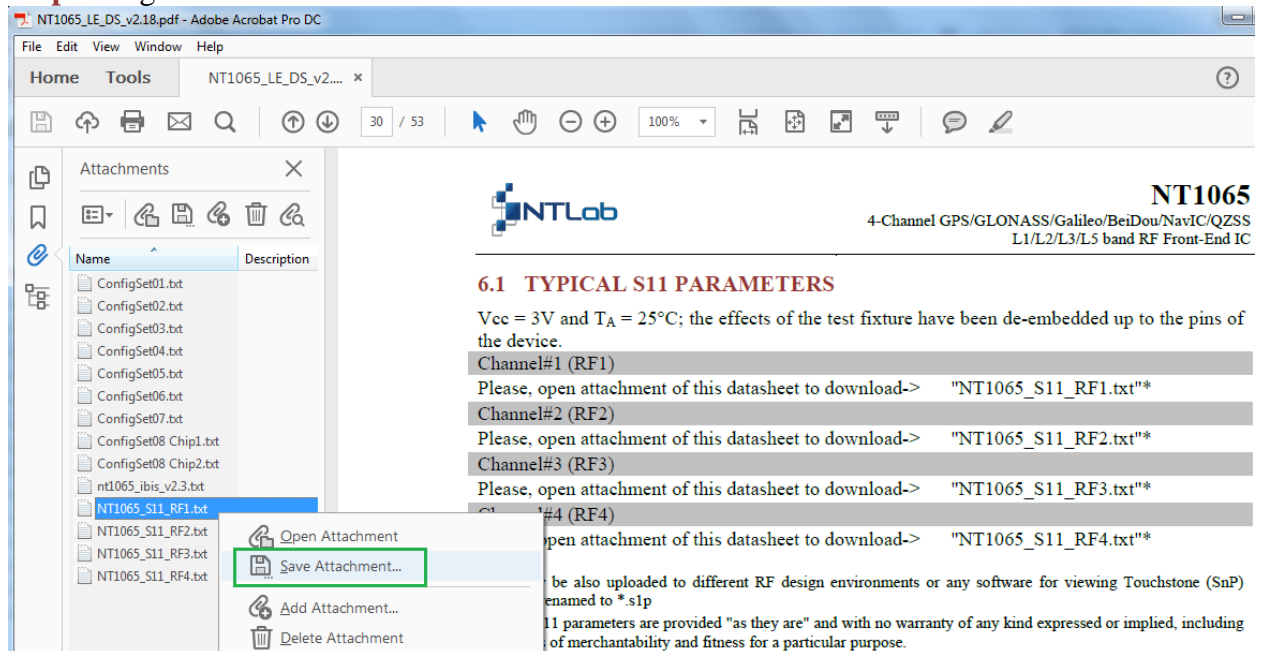 NT1065_LE_DS_v2.18.pdf - Adobe Acrobat Pro DC
File Edit View Window Help
Home Tools NT1065_LE_DS_v2.... ×
30 / 53 100%
Attachments
Name Description
ConfigSet01.txt
ConfigSet02.txt
ConfigSet03.txt
ConfigSet04.txt
ConfigSet05.txt
ConfigSet06.txt
ConfigSet07.txt
ConfigSet08 Chip1.txt
ConfigSet08 Chip2.txt
nt1065_ibis_v2.3.txt
NT1065_S11_RF1.txt
NT1065_S11_RF2.txt
NT1065_S11_RF3.txt
NT1065_S11_RF4.txt
Open Attachment
Save Attachment...
Add Attachment...
Delete Attachment
NTLab
NT1065
4-Channel GPS/GLONASS/Galileo/BeiDou/NavIC/QZSS
L1/L2/L3/L5 band RF Front-End IC
6.1 TYPICAL S11 PARAMETERS
Vcc = 3V and TA = 25°C; the effects of the test fixture have been de-embedded up to the pins of
the device.
Channel#1 (RF1)
Please, open attachment of this datasheet to download-> "NT1065_S11_RF1.txt"*
Channel#2 (RF2)
Please, open attachment of this datasheet to download-> "NT1065_S11_RF2.txt"*
Channel#3 (RF3)
Please, open attachment of this datasheet to download-> "NT1065_S11_RF3.txt"*
#4 (RF4)
open attachment of this datasheet to download-> "NT1065_S11_RF4.txt"*
be also uploaded to different RF design environments or any software for viewing Touchstone (SnP)
enamed to *.s1p
11 parameters are provided "as they are" and with no warranty of any kind expressed or implied, including
of merchantability and fitness for a particular purpose.